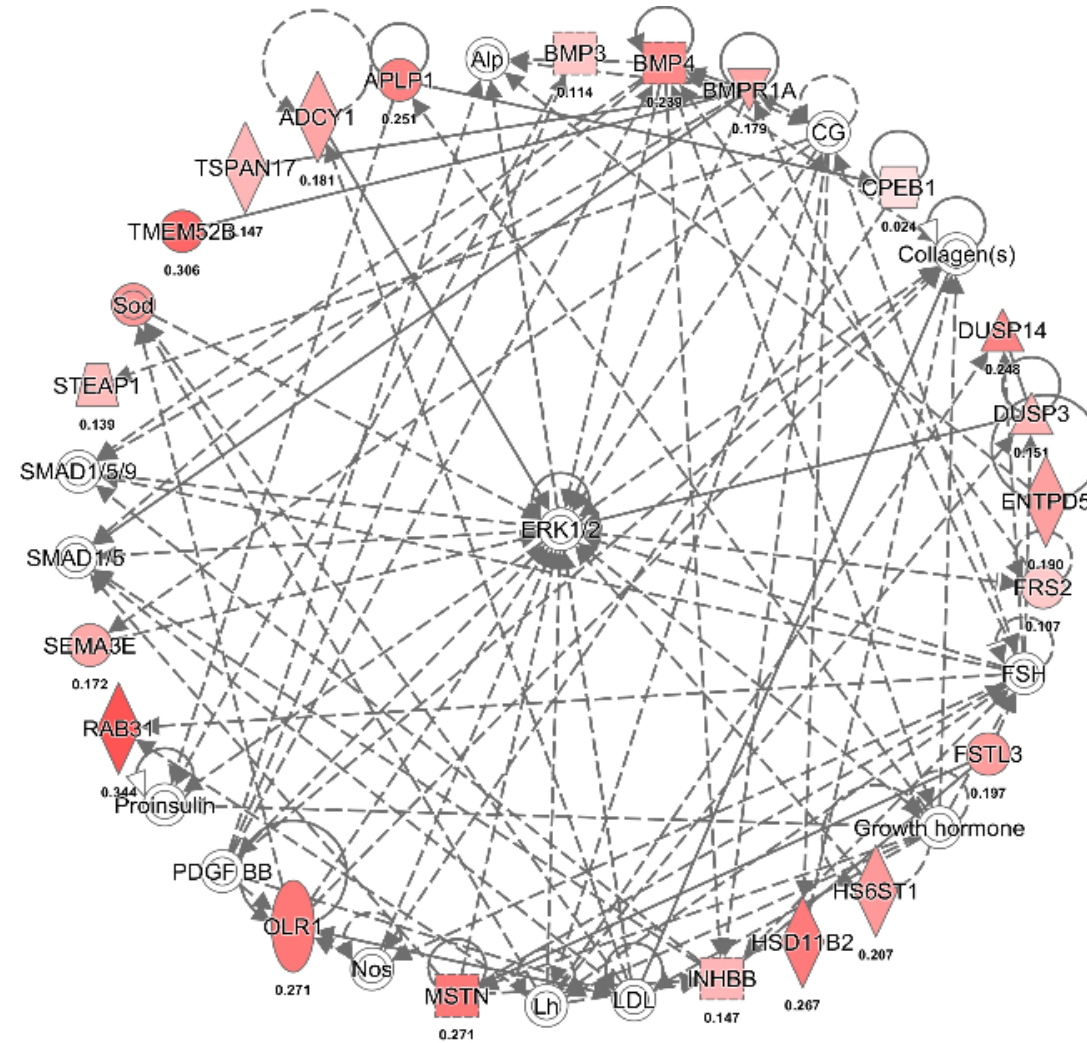 Alp
BMP3
0.114
BMP4
0.239
BMPR1A
0.179
CG
CPEB1
0.024
Collagen(s)
DUSP14
0.248
DUSP3
0.151
ENTPD5
0.190
FRS2
0.107
FSH
FSTL3
0.197
Growth hormone
HS6ST1
0.207
HSD11B2
0.267
INHBB
0.147
LDL
Lh
MSTN
0.271
Nos
OLR1
0.271
PDGF BB
Proinsulin
RAB31
0.344
SEMA3E
0.172
SMAD1/5
SMAD1/5/9
STEAP1
0.139
Sod
TMEM52B
0.306
TSPAN17
0.147
ADCY1
0.181
APLP1
0.251
ERK1/2